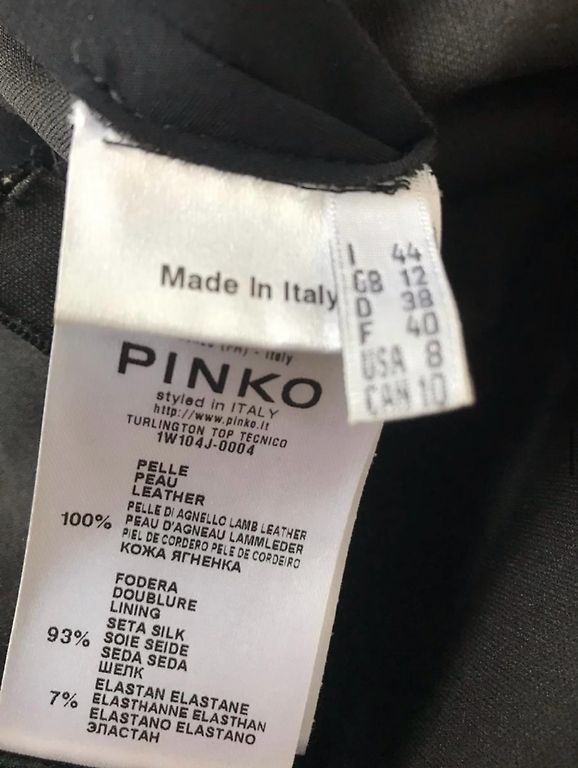 Made In Italy
I 44
GB 12
D 38
F 40
USA 8
CAN 10
(PR) - Italy
PINKO
styled in ITALY
http://www.pinko.it
TURLINGTON TOP TECNICO
1W104J-0004
PELLE
PEAU
LEATHER
100% PELLE DI AGNELLO LAMB LEATHER
PEAU D'AGNEAU LAMMLEDER
PIEL DE CORDERO PELE DE CORDEIRO
КОЖА ЯГНЕНКА
FODERA
DOUBLURE
LINING
93% SETA SILK
SOIE SEIDE
SEDA SEDA
ШЕЛК
7% ELASTAN ELASTANE
ELASTHANNE ELASTHAN
ELASTANO ELASTANO
ЭЛАСТАН